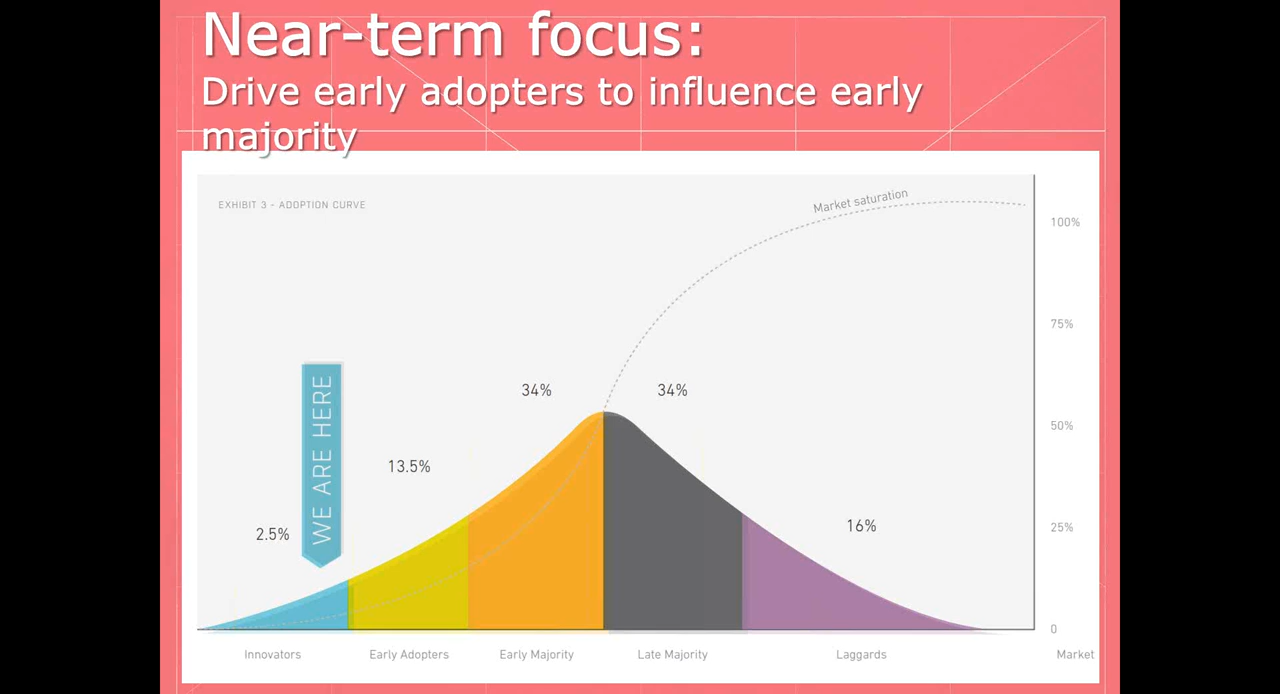 Near-term focus:
Drive early adopters to influence early
majority
EXHIBIT 3 - ADOPTION CURVE
Market saturation
100%
75%
50%
25%
0
34%
34%
13.5%
2.5%
16%
WE ARE HERE
Innovators
Early Adopters
Early Majority
Late Majority
Laggards
Market